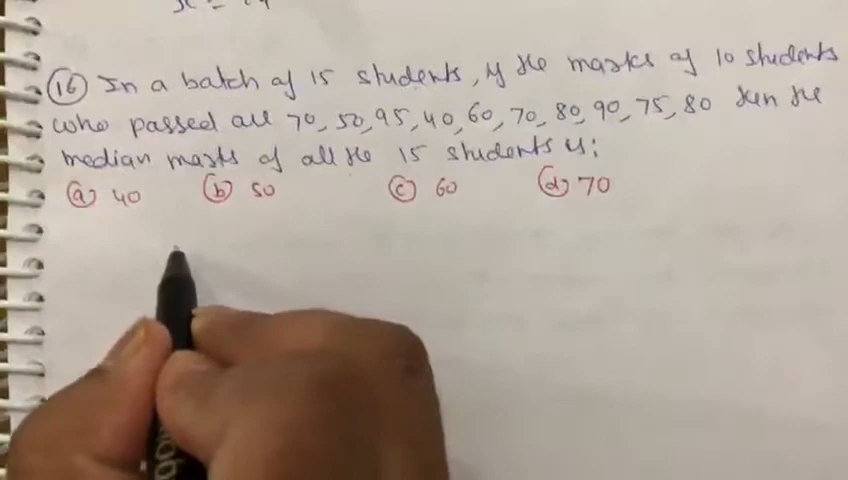 (16) In a batch of 15 students, if the marks of 10 students
who passed are 70, 50, 95, 40, 60, 70, 80, 90, 75, 80 then the
median marks of all the 15 students is:
(a) 40 (b) 50 (c) 60 (d) 70